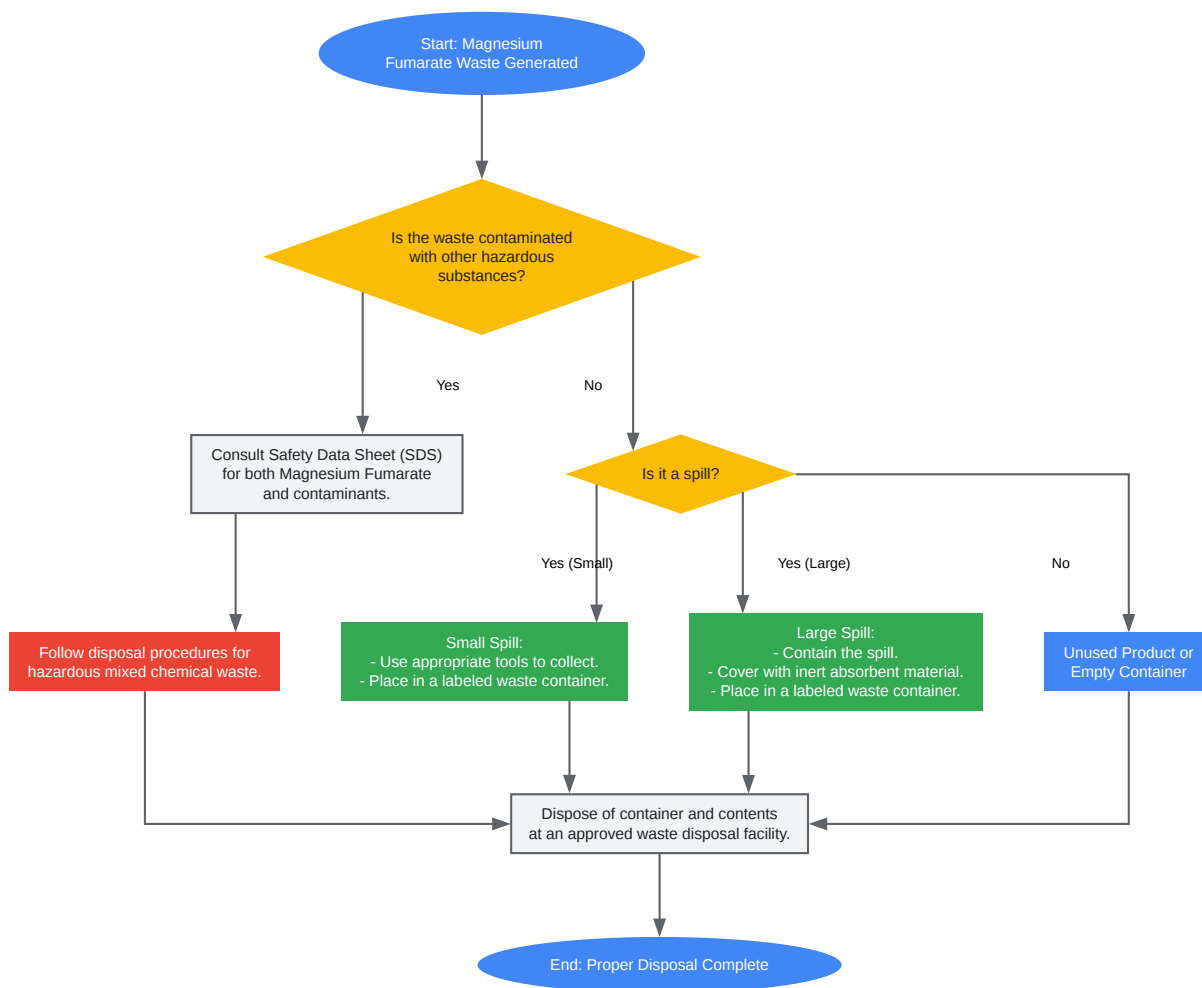 Start: Magnesium
Fumarate Waste Generated
Is the waste contaminated
with other hazardous
substances?
Yes
No
Consult Safety Data Sheet (SDS)
for both Magnesium Fumarate
and contaminants.
Is it a spill?
Yes (Small)
Yes (Large)
No
Follow disposal procedures for
hazardous mixed chemical waste.
Small Spill:
- Use appropriate tools to collect.
- Place in a labeled waste container.
Large Spill:
- Contain the spill.
- Cover with inert absorbent material.
- Place in a labeled waste container.
Unused Product or
Empty Container
Dispose of container and contents
at an approved waste disposal facility.
End: Proper Disposal Complete